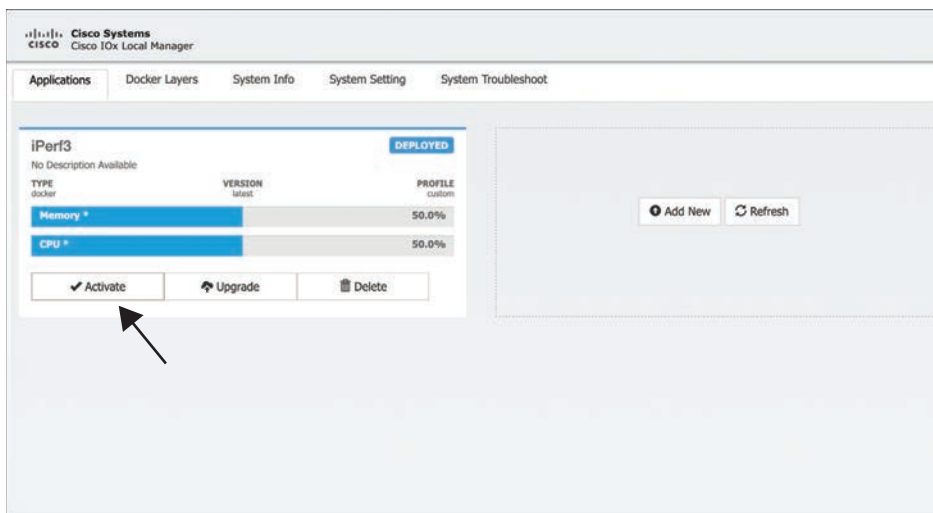 Cisco Systems
CISCO Cisco IOx Local Manager
Applications Docker Layers System Info System Setting System Troubleshoot
iPerf3 DEPLOYED
No Description Available
TYPE VERSION PROFILE
docker latest custom
Memory * 50.0%
CPU * 50.0%
Add New Refresh
Activate Upgrade Delete